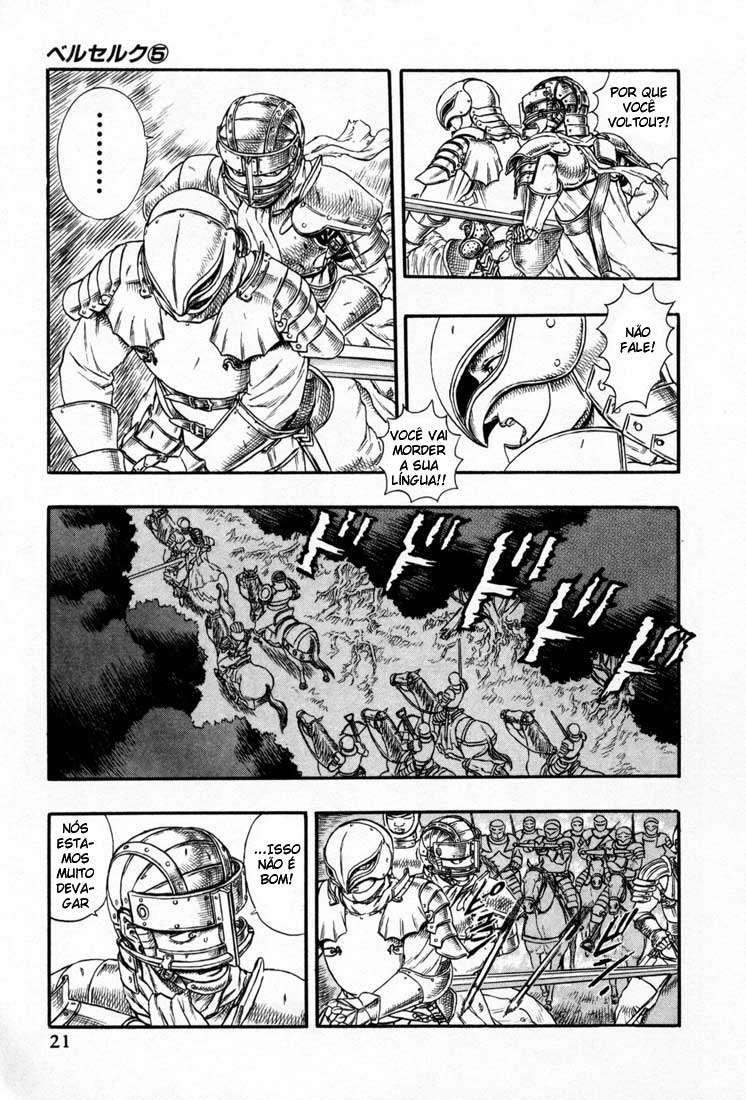 ベルセルク⑤
POR QUE
VOCÊ
VOLTOU?!
………
NÃO
FALE!
VOCÊ VAI
MORDER
A SUA
LÍNGUA!!
ドドドドド
...ISSO
NÃO É
BOM!
NÓS
ESTA-
MOS
MUITO
DEVA-
GAR
21